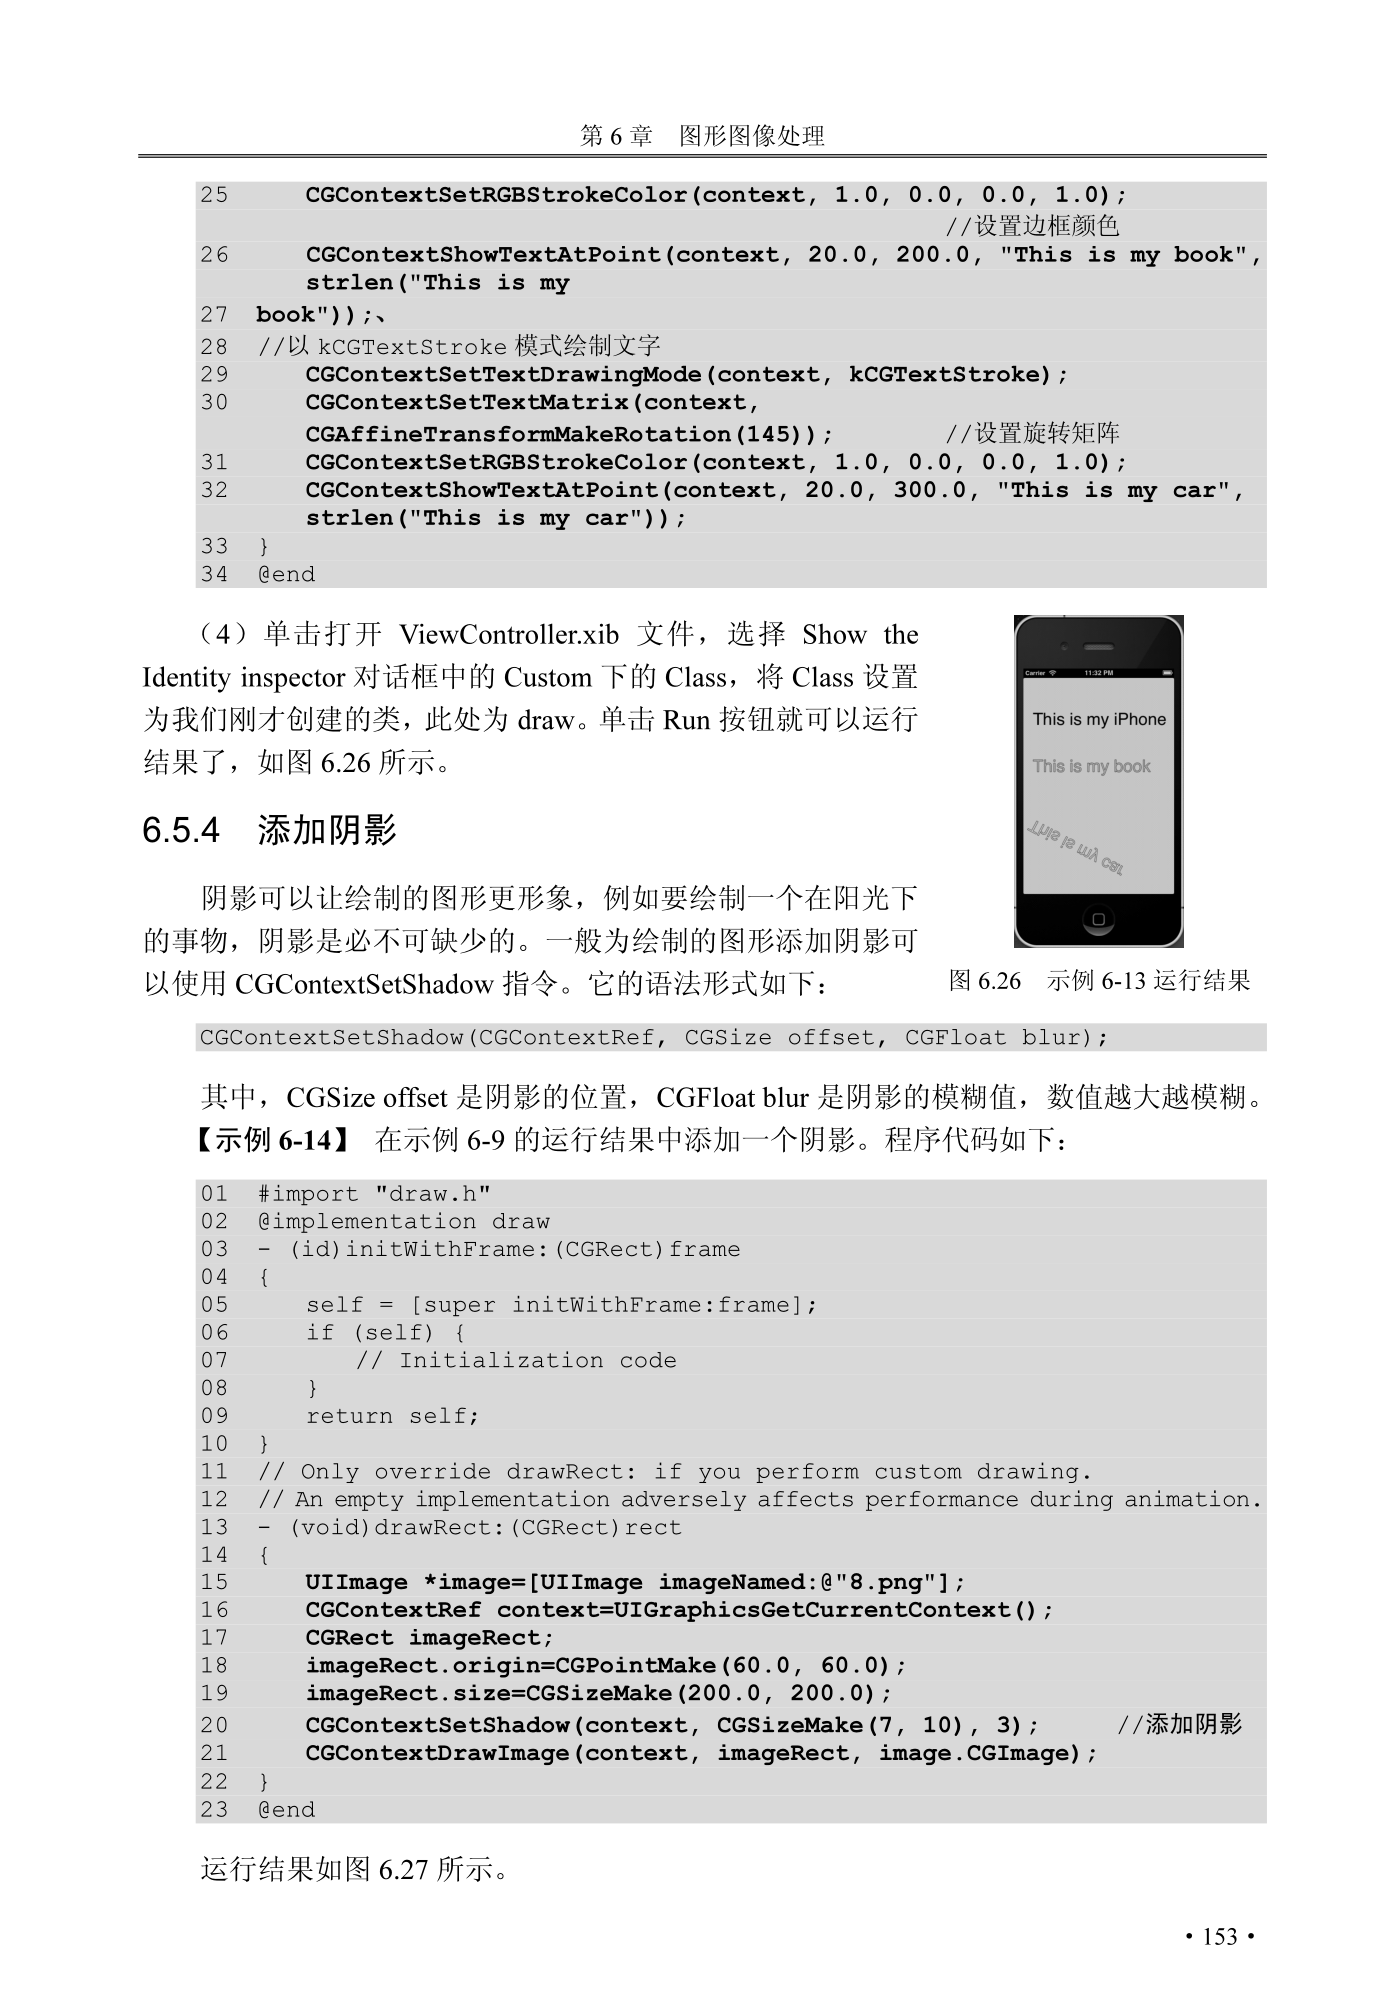 第 6 章　图形图像处理
25　　CGContextSetRGBStrokeColor(context, 1.0, 0.0, 0.0, 1.0);
//设置边框颜色
26　　CGContextShowTextAtPoint(context, 20.0, 200.0, "This is my book",
strlen("This is my
27 book"));、
28 //以 kCGTextStroke 模式绘制文字
29　　CGContextSetTextDrawingMode(context, kCGTextStroke);
30　　CGContextSetTextMatrix(context,
CGAffineTransformMakeRotation(145));　　//设置旋转矩阵
31　　CGContextSetRGBStrokeColor(context, 1.0, 0.0, 0.0, 1.0);
32　　CGContextShowTextAtPoint(context, 20.0, 300.0, "This is my car",
strlen("This is my car"));
33 }
34 @end
（4）单击打开 ViewController.xib 文件，选择 Show the
Identity inspector 对话框中的 Custom 下的 Class，将 Class 设置
为我们刚才创建的类，此处为 draw。单击 Run 按钮就可以运行
结果了，如图 6.26 所示。
Carrier 11:32 PM
This is my iPhone
This is my book
This is my car
图 6.26　示例 6-13 运行结果
6.5.4　添加阴影
阴影可以让绘制的图形更形象，例如要绘制一个在阳光下
的事物，阴影是必不可缺少的。一般为绘制的图形添加阴影可
以使用 CGContextSetShadow 指令。它的语法形式如下：
CGContextSetShadow(CGContextRef, CGSize offset, CGFloat blur);
其中，CGSize offset 是阴影的位置，CGFloat blur 是阴影的模糊值，数值越大越模糊。
【示例 6-14】 在示例 6-9 的运行结果中添加一个阴影。程序代码如下：
01 #import "draw.h"
02 @implementation draw
03 - (id)initWithFrame:(CGRect)frame
04 {
05　　self = [super initWithFrame:frame];
06　　if (self) {
07　　　　// Initialization code
08　　}
09　　return self;
10 }
11 // Only override drawRect: if you perform custom drawing.
12 // An empty implementation adversely affects performance during animation.
13 - (void)drawRect:(CGRect)rect
14 {
15　　UIImage *image=[UIImage imageNamed:@"8.png"];
16　　CGContextRef context=UIGraphicsGetCurrentContext();
17　　CGRect imageRect;
18　　imageRect.origin=CGPointMake(60.0, 60.0);
19　　imageRect.size=CGSizeMake(200.0, 200.0);
20　　CGContextSetShadow(context, CGSizeMake(7, 10), 3);　　//添加阴影
21　　CGContextDrawImage(context, imageRect, image.CGImage);
22 }
23 @end
运行结果如图 6.27 所示。
· 153 ·